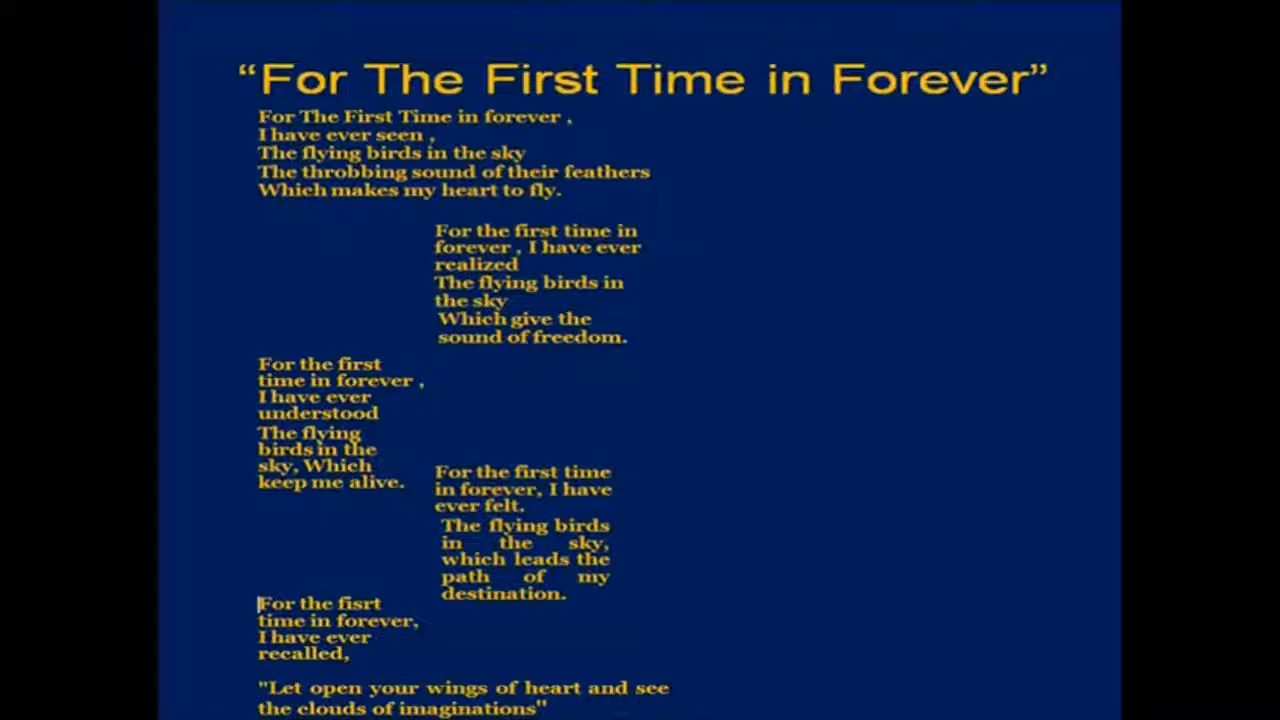 “For The First Time in Forever”
For The First Time in forever ,
I have ever seen ,
The flying birds in the sky
The throbbing sound of their feathers
Which makes my heart to fly.
For the first time in
forever , I have ever
realized
The flying birds in
the sky
Which give the
sound of freedom.
For the first
time in forever ,
I have ever
understood
The flying
birds in the
sky, Which
keep me alive.
For the first time
in forever, I have
ever felt.
The flying birds
in the sky,
which leads the
path of my
destination.
For the fisrt
time in forever,
I have ever
recalled,
"Let open your wings of heart and see
the clouds of imaginations"